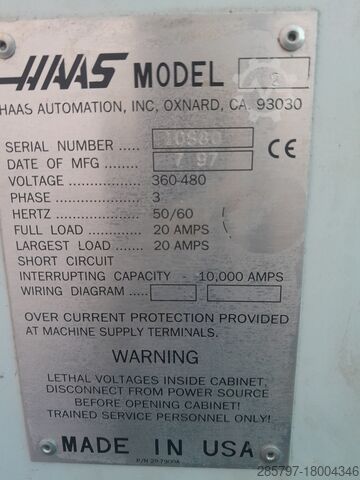 HAAS MODEL 2
HAAS AUTOMATION, INC, OXNARD, CA. 93030
SERIAL NUMBER .....
DATE OF MFG ........ 7 97
VOLTAGE .................. 360-480
PHASE ...................... 3
HERTZ ...................... 50/60
FULL LOAD ............. 20 AMPS
LARGEST LOAD ..... 20 AMPS
SHORT CIRCUIT
INTERRUPTING CAPACITY - 10,000 AMPS
WIRING DIAGRAM .....
CE
OVER CURRENT PROTECTION PROVIDED
AT MACHINE SUPPLY TERMINALS.
WARNING
LETHAL VOLTAGES INSIDE CABINET,
DISCONNECT FROM POWER SOURCE
BEFORE OPENING CABINET!
TRAINED SERVICE PERSONNEL ONLY!
MADE IN USA
285797-18004346